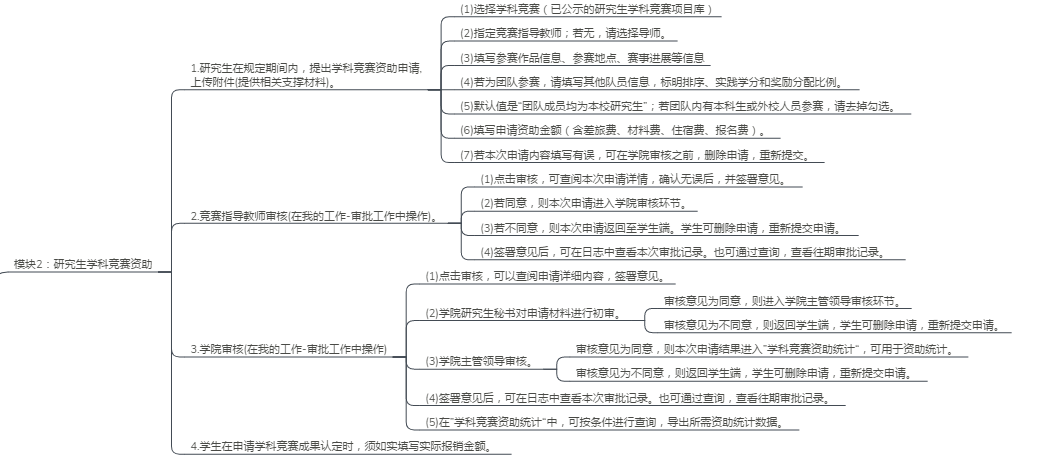 模块2：研究生学科竞赛资助
1.研究生在规定期间内，提出学科竞赛资助申请,
上传附件(提供相关支撑材料)。
(1)选择学科竞赛（已公示的研究生学科竞赛项目库）
(2)指定竞赛指导教师；若无，请选择导师。
(3)填写参赛作品信息、参赛地点、赛事进展等信息
(4)若为团队参赛，请填写其他队员信息，标明排序、实践学分和奖励分配比例。
(5)默认值是“团队成员均为本校研究生”；若团队内有本科生或外校人员参赛，请去掉勾选。
(6)填写申请资助金额（含差旅费、材料费、住宿费、报名费）。
(7)若本次申请内容填写有误，可在学院审核之前，删除申请，重新提交。
2.竞赛指导教师审核(在我的工作-审批工作中操作)。
(1)点击审核，可查阅本次申请详情，确认无误后，并签署意见。
(2)若同意，则本次申请进入学院审核环节。
(3)若不同意，则本次申请返回至学生端。学生可删除申请，重新提交申请。
(4)签署意见后，可在日志中查看本次审批记录。也可通过查询，查看往期审批记录。
3.学院审核(在我的工作-审批工作中操作)
(1)点击审核，可以查阅申请详细内容，签署意见。
(2)学院研究生秘书对申请材料进行初审。
审核意见为同意，则进入学院主管领导审核环节。
审核意见为不同意，则返回学生端，学生可删除申请，重新提交申请。
(3)学院主管领导审核。
审核意见为同意，则本次申请结果进入“学科竞赛资助统计“，可用于资助统计。
审核意见为不同意，则返回学生端，学生可删除申请，重新提交申请。
(4)签署意见后，可在日志中查看本次审批记录。也可通过查询，查看往期审批记录。
(5)在“学科竞赛资助统计“中，可按条件进行查询，导出所需资助统计数据。
4.学生在申请学科竞赛成果认定时，须如实填写实际报销金额。